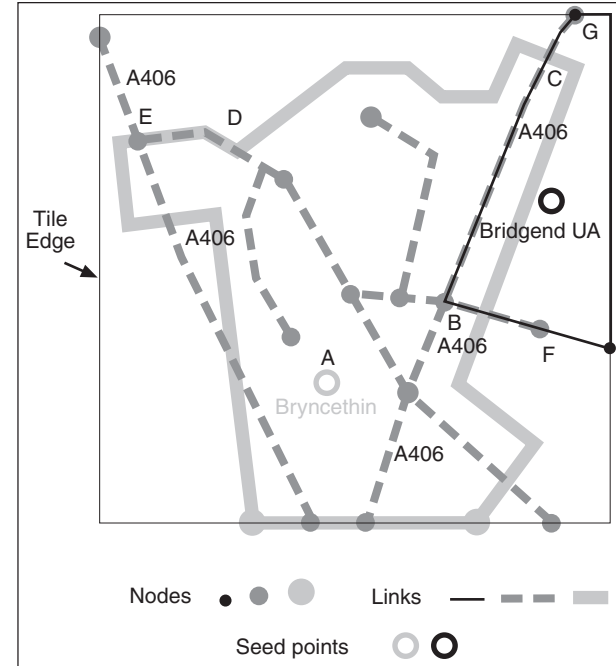 G
A406
C
E
D
A406
Tile
Edge
A406
Bridgend UA
B
A406
F
A
Bryncethin
A406
Nodes
Links
Seed points